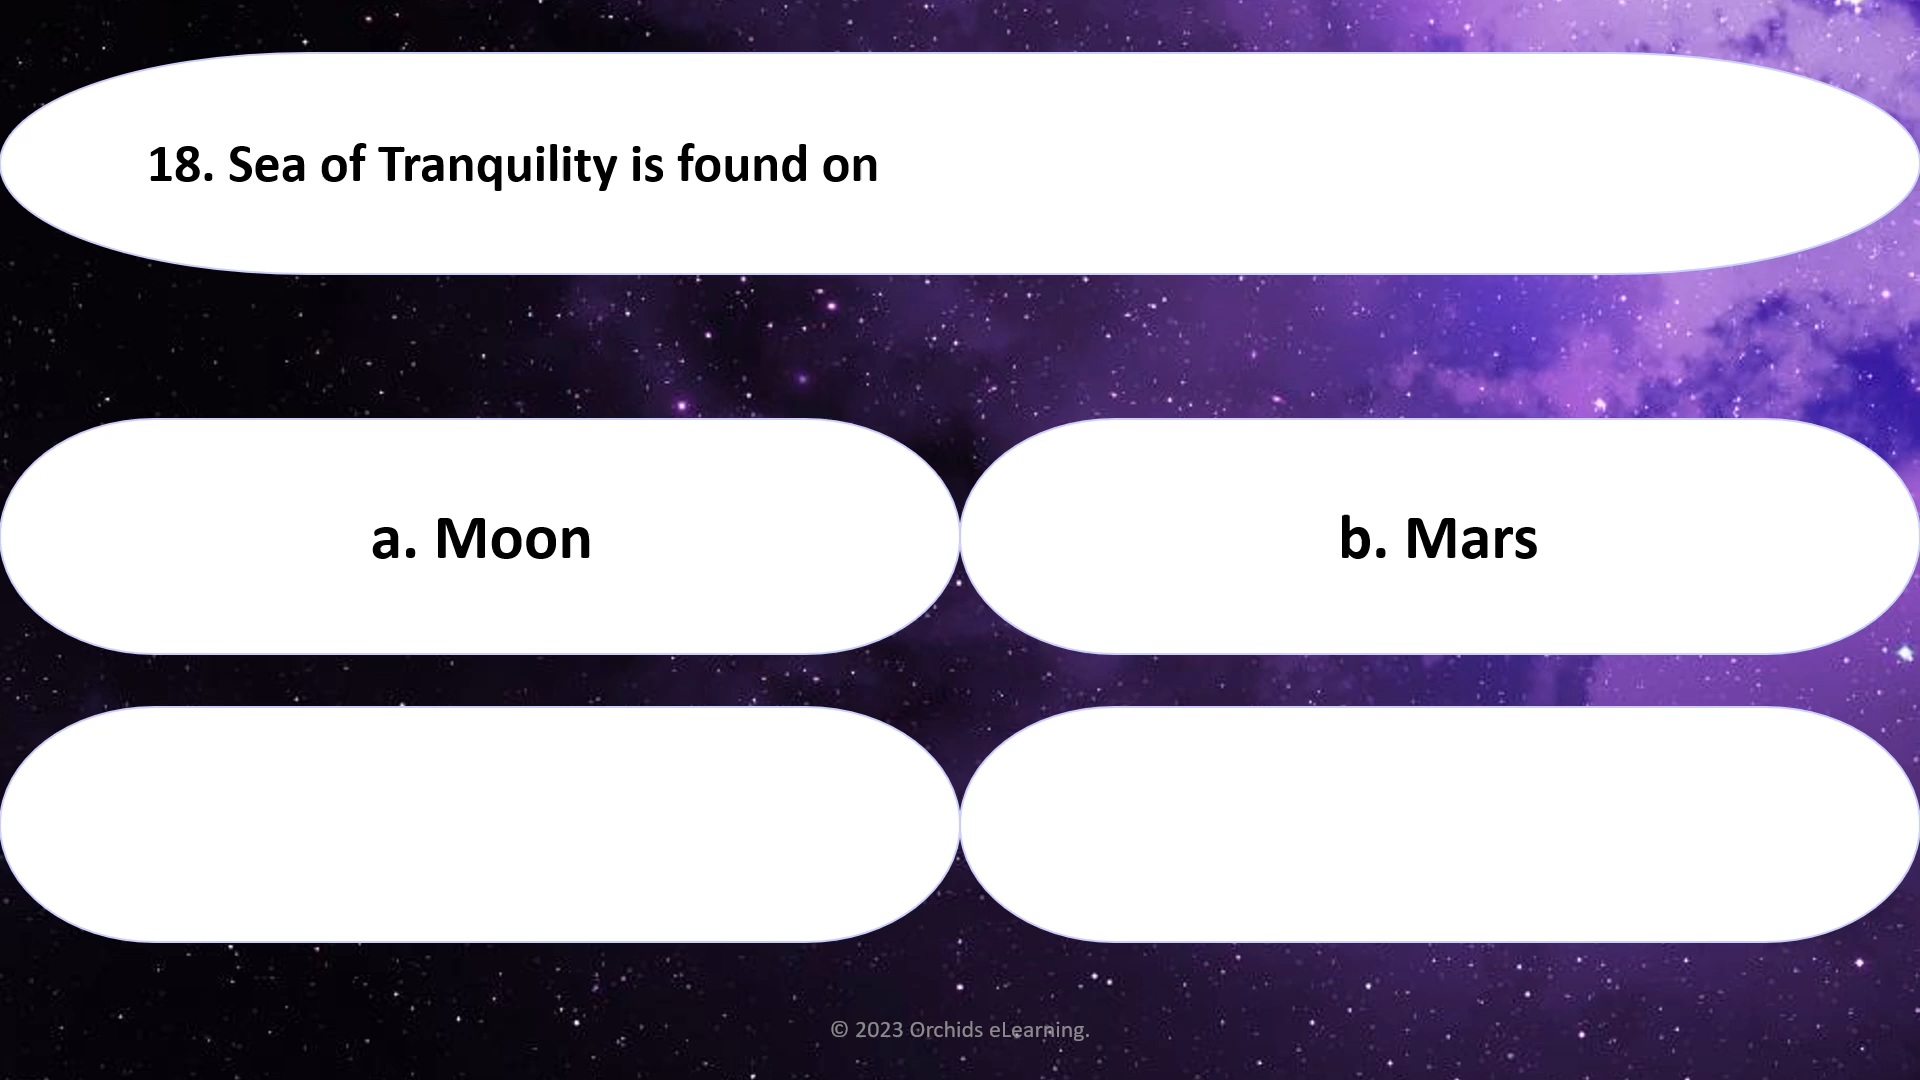 18. Sea of Tranquility is found on
a. Moon
b. Mars
© 2023 Orchids eLearning.